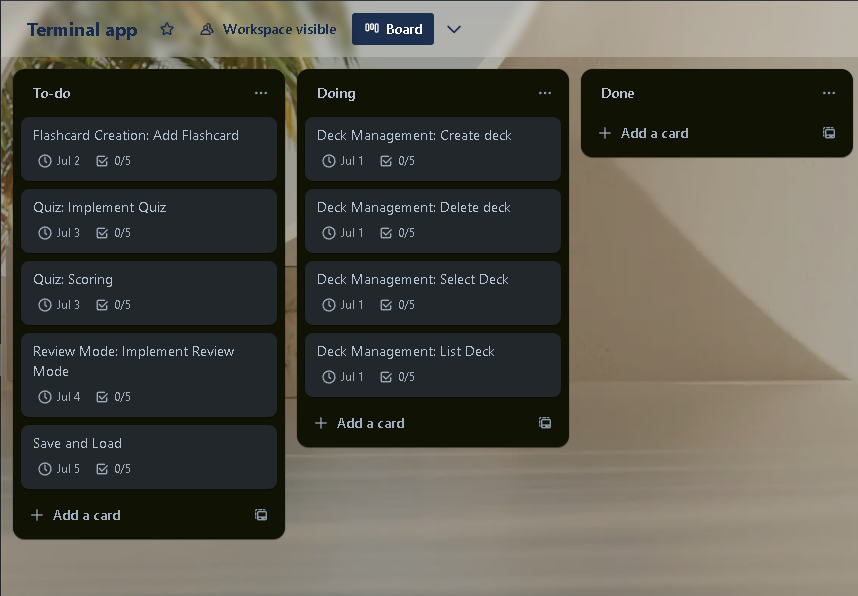 Terminal app
Workspace visible
Board
To-do
Flashcard Creation: Add Flashcard
Jul 2 0/5
Quiz: Implement Quiz
Jul 3 0/5
Quiz: Scoring
Jul 3 0/5
Review Mode: Implement Review
Mode
Jul 4 0/5
Save and Load
Jul 5 0/5
+ Add a card
Doing
Deck Management: Create deck
Jul 1 0/5
Deck Management: Delete deck
Jul 1 0/5
Deck Management: Select Deck
Jul 1 0/5
Deck Management: List Deck
Jul 1 0/5
+ Add a card
Done
+ Add a card